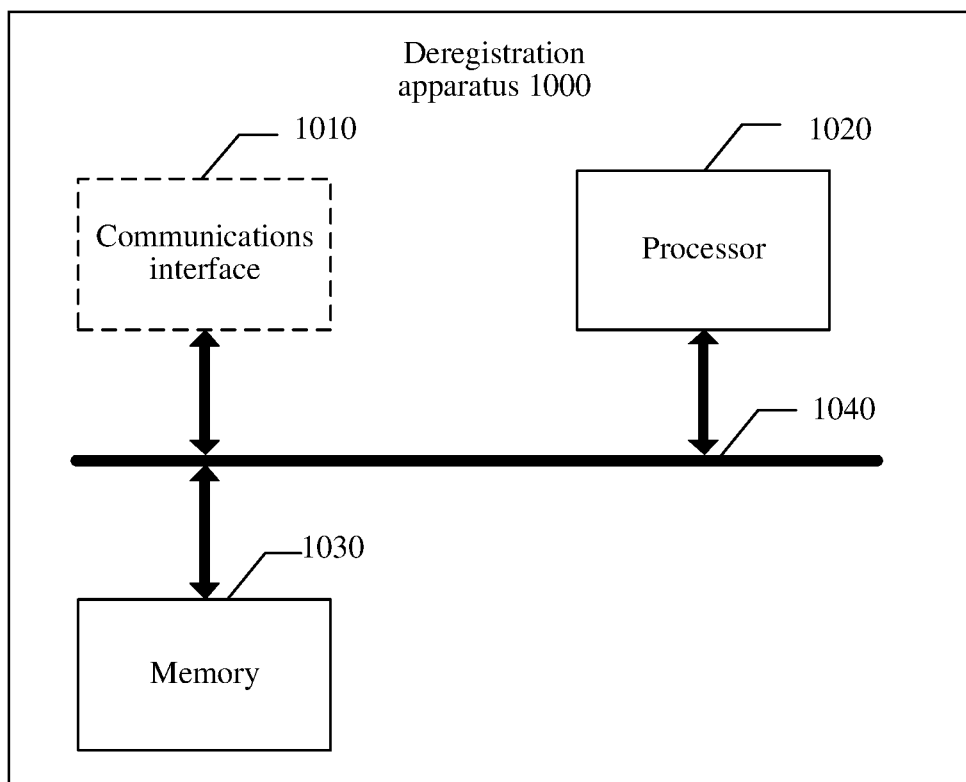 Deregistration
apparatus 1000
1010
1020
Communications
interface
Processor
1040
1030
Memory